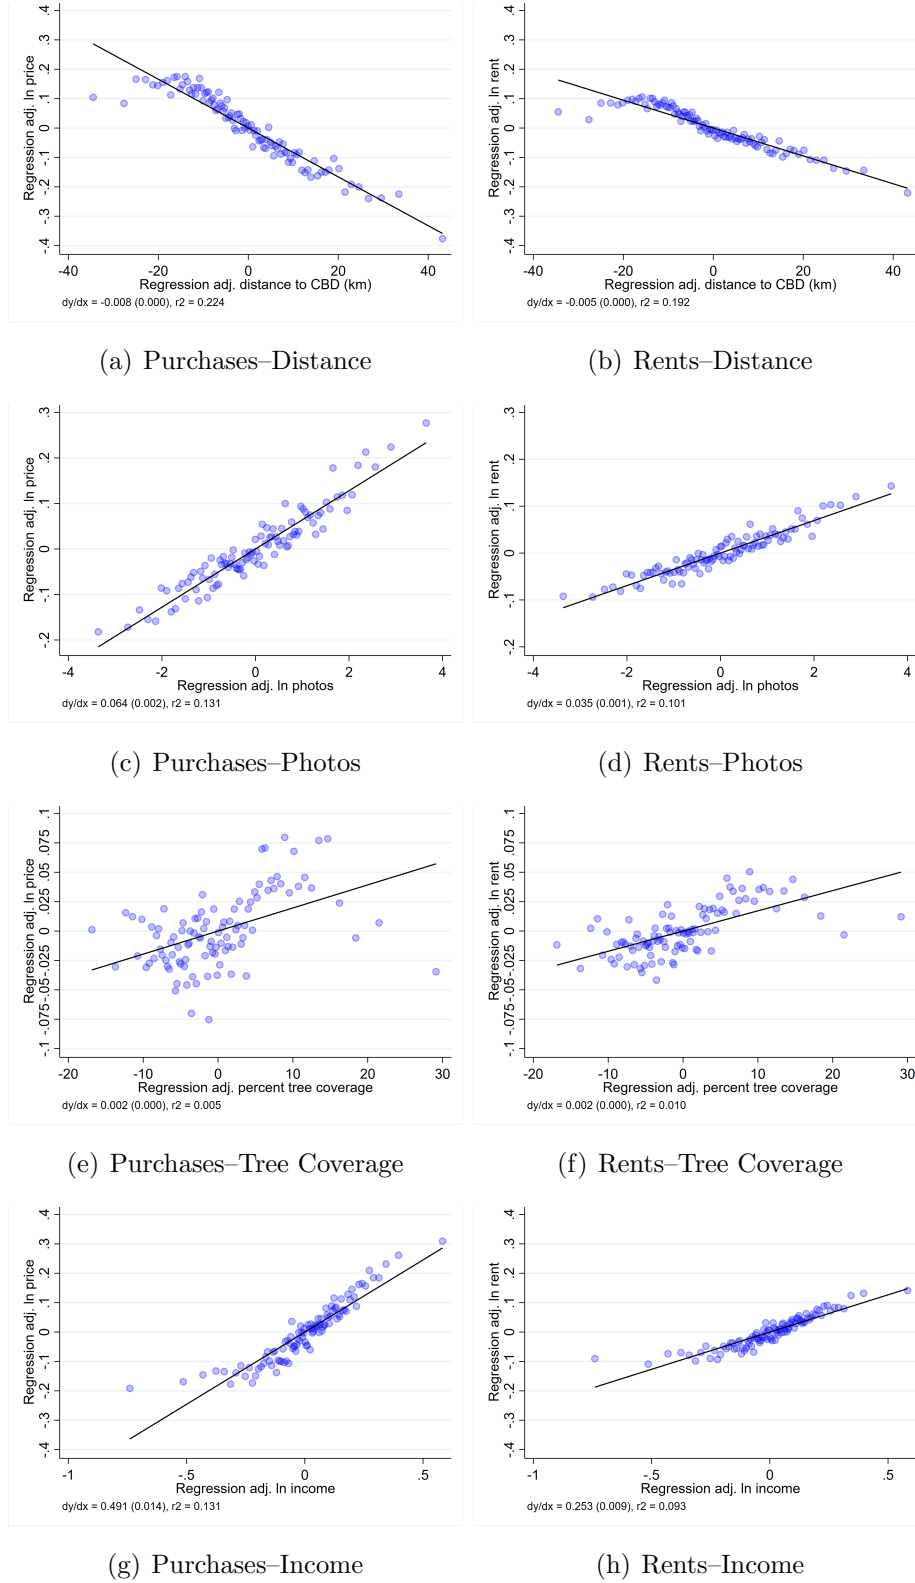 Regression adj. ln price
.4
.3
.2
.1
0
-.1
-.2
-.3
-.4
-40 -20 0 20 40
Regression adj. distance to CBD (km)
dy/dx = -0.008 (0.000), r2 = 0.224
(a) Purchases–Distance
Regression adj. ln rent
.4
.3
.2
.1
0
-.1
-.2
-.3
-.4
-40 -20 0 20 40
Regression adj. distance to CBD (km)
dy/dx = -0.005 (0.000), r2 = 0.192
(b) Rents–Distance
Regression adj. ln price
.3
.2
.1
0
-.1
-.2
-4 -2 0 2 4
Regression adj. ln photos
dy/dx = 0.064 (0.002), r2 = 0.131
(c) Purchases–Photos
Regression adj. ln rent
.3
.2
.1
0
-.1
-.2
-4 -2 0 2 4
Regression adj. ln photos
dy/dx = 0.035 (0.001), r2 = 0.101
(d) Rents–Photos
Regression adj. ln price
.1
.075
.05
.025
0
-.025
-.05
-.075
-.1
-20 -10 0 10 20 30
Regression adj. percent tree coverage
dy/dx = 0.002 (0.000), r2 = 0.005
(e) Purchases–Tree Coverage
Regression adj. ln rent
.1
.075
.05
.025
0
-.025
-.05
-.075
-.1
-20 -10 0 10 20 30
Regression adj. percent tree coverage
dy/dx = 0.002 (0.000), r2 = 0.010
(f) Rents–Tree Coverage
Regression adj. ln price
.4
.3
.2
.1
0
-.1
-.2
-.3
-.4
-1 -.5 0 .5
Regression adj. ln income
dy/dx = 0.491 (0.014), r2 = 0.131
(g) Purchases–Income
Regression adj. ln rent
.4
.3
.2
.1
0
-.1
-.2
-.3
-.4
-1 -.5 0 .5
Regression adj. ln income
dy/dx = 0.253 (0.009), r2 = 0.093
(h) Rents–Income